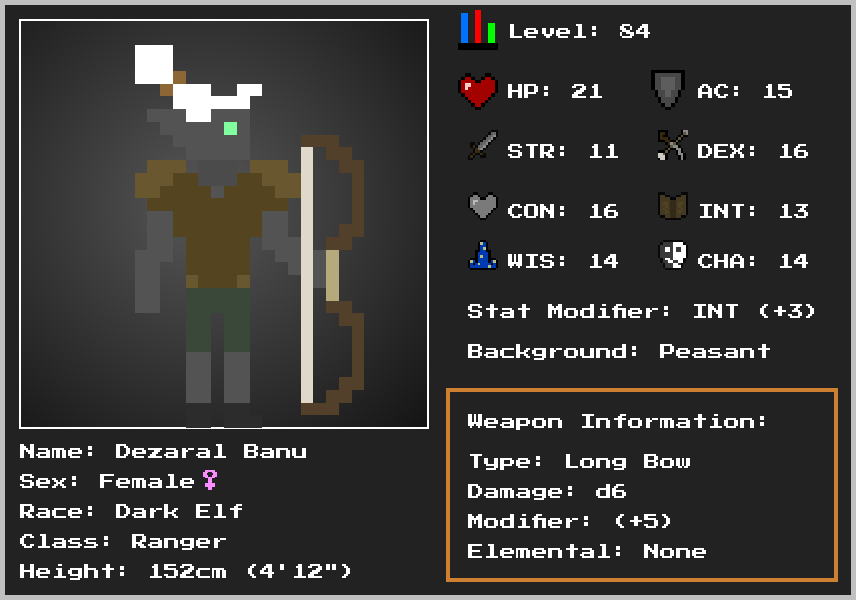 Level: 84
HP: 21
AC: 15
STR: 11
DEX: 16
CON: 16
INT: 13
WIS: 14
CHA: 14
Stat Modifier: INT (+3)
Background: Peasant
Weapon Information:
Type: Long Bow
Damage: d6
Modifier: (+5)
Elemental: None
Name: Dezaral Banu
Sex: Female♀
Race: Dark Elf
Class: Ranger
Height: 152cm (4'12")